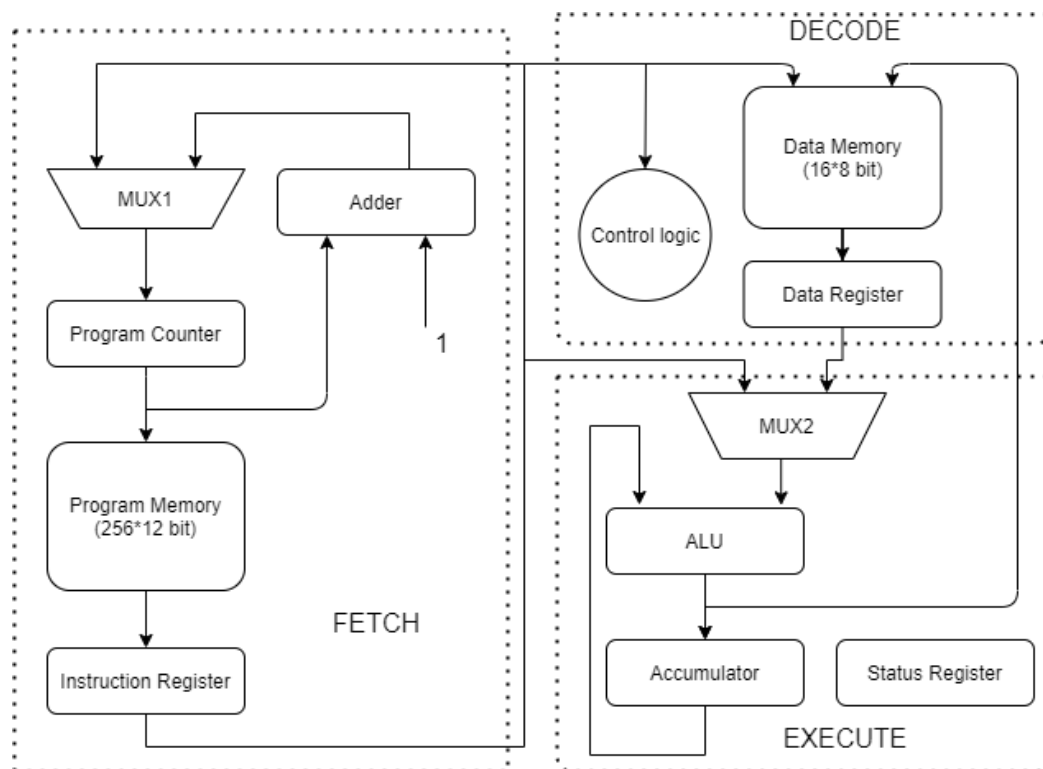 DECODE
MUX1
Adder
Data Memory
(16*8 bit)
Control logic
Program Counter
1
Data Register
MUX2
Program Memory
(256*12 bit)
ALU
FETCH
Instruction Register
Accumulator
Status Register
EXECUTE